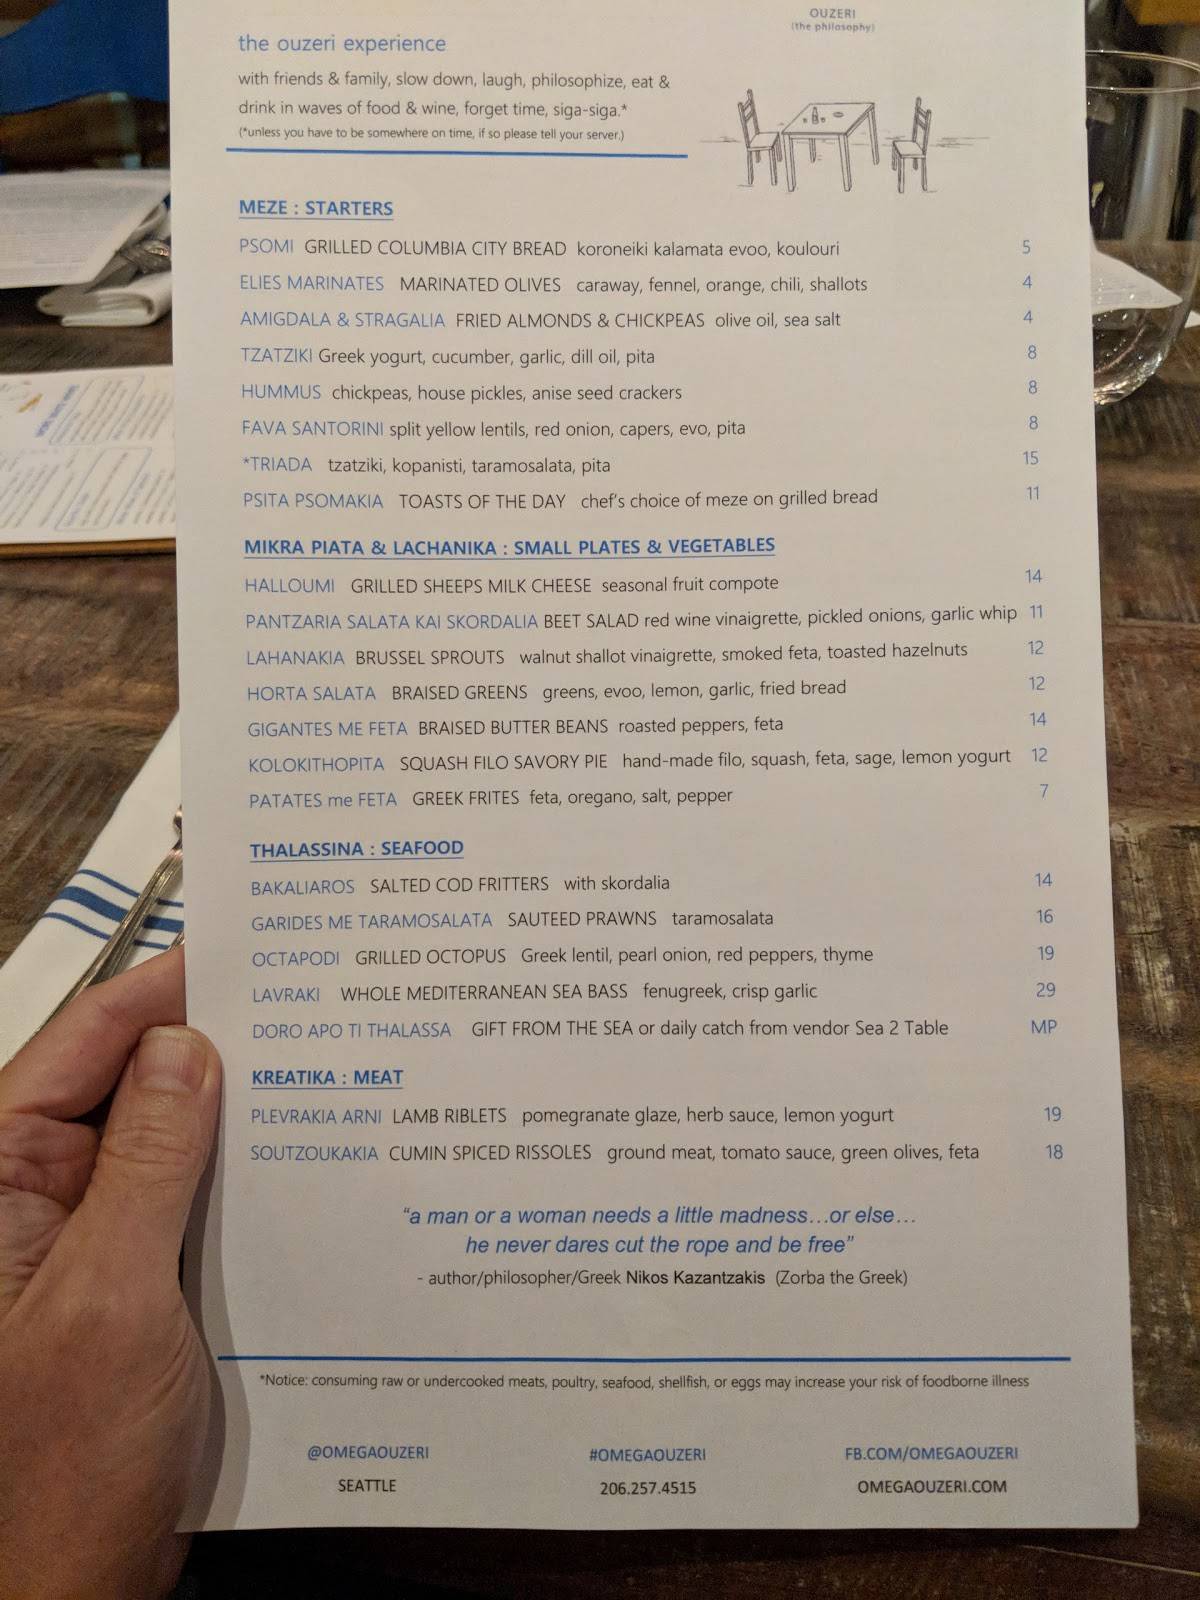 OUZERI
(the philosophy)
the ouzeri experience
with friends & family, slow down, laugh, philosophize, eat &
drink in waves of food & wine, forget time, siga-siga.*
(*unless you have to be somewhere on time, if so please tell your server.)
MEZE : STARTERS
PSOMI GRILLED COLUMBIA CITY BREAD koroneiki kalamata evoo, koulouri 5
ELIES MARINATES MARINATED OLIVES caraway, fennel, orange, chili, shallots 4
AMIGDALA & STRAGALIA FRIED ALMONDS & CHICKPEAS olive oil, sea salt 4
TZATZIKI Greek yogurt, cucumber, garlic, dill oil, pita 8
HUMMUS chickpeas, house pickles, anise seed crackers 8
FAVA SANTORINI split yellow lentils, red onion, capers, evo, pita 8
*TRIADA tzatziki, kopanisti, taramosalata, pita 15
PSITA PSOMAKIA TOASTS OF THE DAY chef's choice of meze on grilled bread 11
MIKRA PIATA & LACHANIKA : SMALL PLATES & VEGETABLES
HALLOUMI GRILLED SHEEPS MILK CHEESE seasonal fruit compote 14
PANTZARIA SALATA KAI SKORDALIA BEET SALAD red wine vinaigrette, pickled onions, garlic whip 11
LAHANAKIA BRUSSEL SPROUTS walnut shallot vinaigrette, smoked feta, toasted hazelnuts 12
HORTA SALATA BRAISED GREENS greens, evoo, lemon, garlic, fried bread 12
GIGANTES ME FETA BRAISED BUTTER BEANS roasted peppers, feta 14
KOLOKITHOPITA SQUASH FILO SAVORY PIE hand-made filo, squash, feta, sage, lemon yogurt 12
PATATES me FETA GREEK FRITES feta, oregano, salt, pepper 7
THALASSINA : SEAFOOD
BAKALIAROS SALTED COD FRITTERS with skordalia 14
GARIDES ME TARAMOSALATA SAUTEED PRAWNS taramosalata 16
OCTAPODI GRILLED OCTOPUS Greek lentil, pearl onion, red peppers, thyme 19
LAVRAKI WHOLE MEDITERRANEAN SEA BASS fenugreek, crisp garlic 29
DORO APO TI THALASSA GIFT FROM THE SEA or daily catch from vendor Sea 2 Table MP
KREATIKA : MEAT
PLEVRAKIA ARNI LAMB RIBLETS pomegranate glaze, herb sauce, lemon yogurt 19
SOUTZOUKAKIA CUMIN SPICED RISSOLES ground meat, tomato sauce, green olives, feta 18
"a man or a woman needs a little madness...or else...
he never dares cut the rope and be free"
- author/philosopher/Greek Nikos Kazantzakis (Zorba the Greek)
*Notice: consuming raw or undercooked meats, poultry, seafood, shellfish, or eggs may increase your risk of foodborne illness
@OMEGAOUZERI #OMEGAOUZERI FB.COM/OMEGAOUZERI
SEATTLE 206.257.4515 OMEGAOUZERI.COM